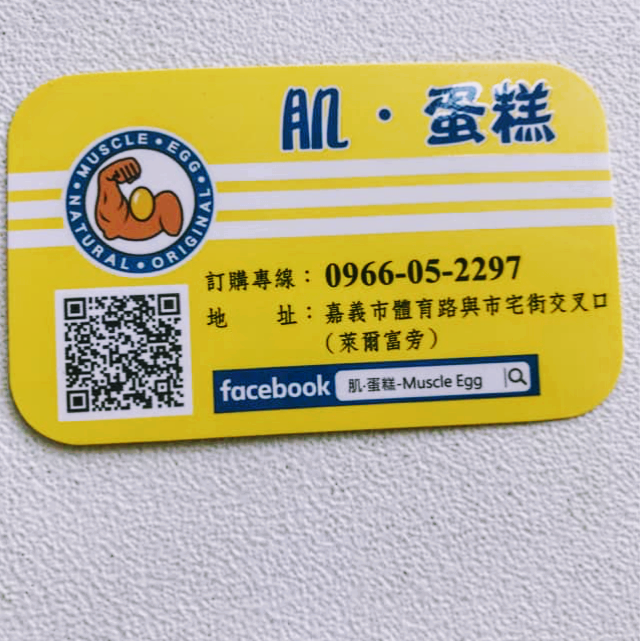 肌·蛋糕
MUSCLE • EGG • NATURAL • ORIGINAL
訂購專線：0966-05-2297
地 址：嘉義市體育路與市宅街交叉口
（萊爾富旁）
facebook 肌-蛋糕-Muscle Egg